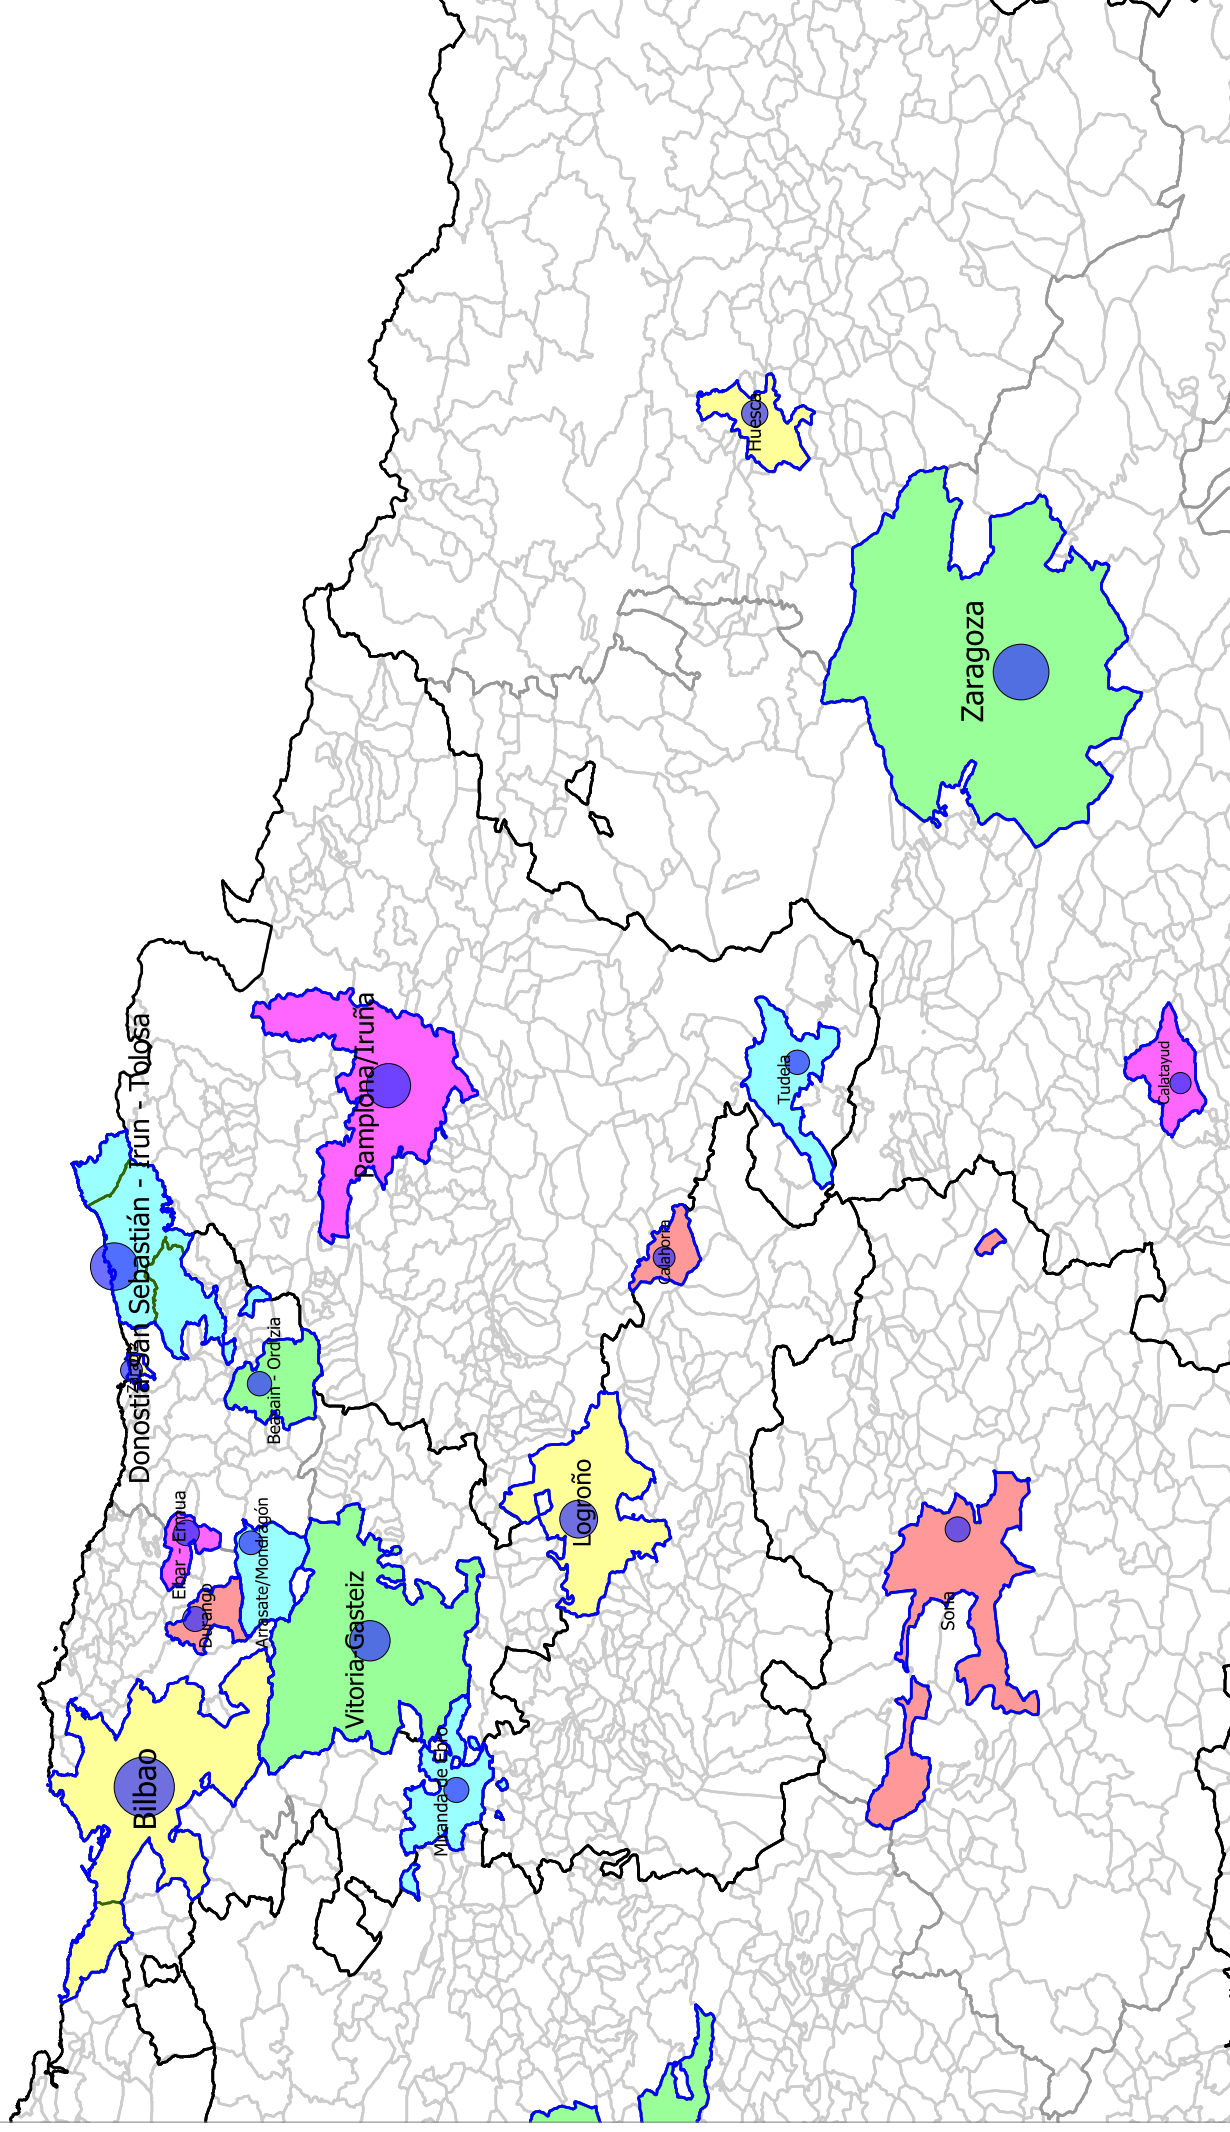 Donostia/San Sebastián - Irun - Tolosa
Zarautz
Bilbao
Eibar - Ermua
Durango
Arrasate/Mondragón
Beasain - Ordizia
Pamplona/Iruña
Vitoria-Gasteiz
Miranda de Ebro
Logroño
Calahorra
Tudela
Huesca
Zaragoza
Soria
Calatayud